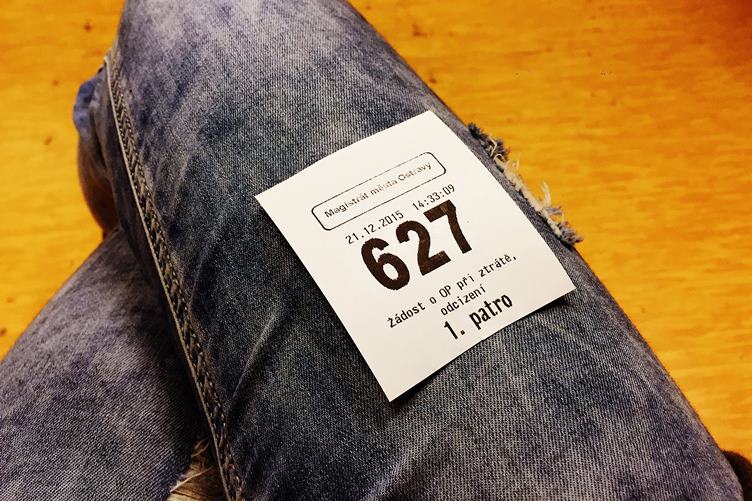 Magistrát města Ostravy
21.12.2015 14:33:09
627
Žádost o OP při ztrátě,
odcizení
1. patro